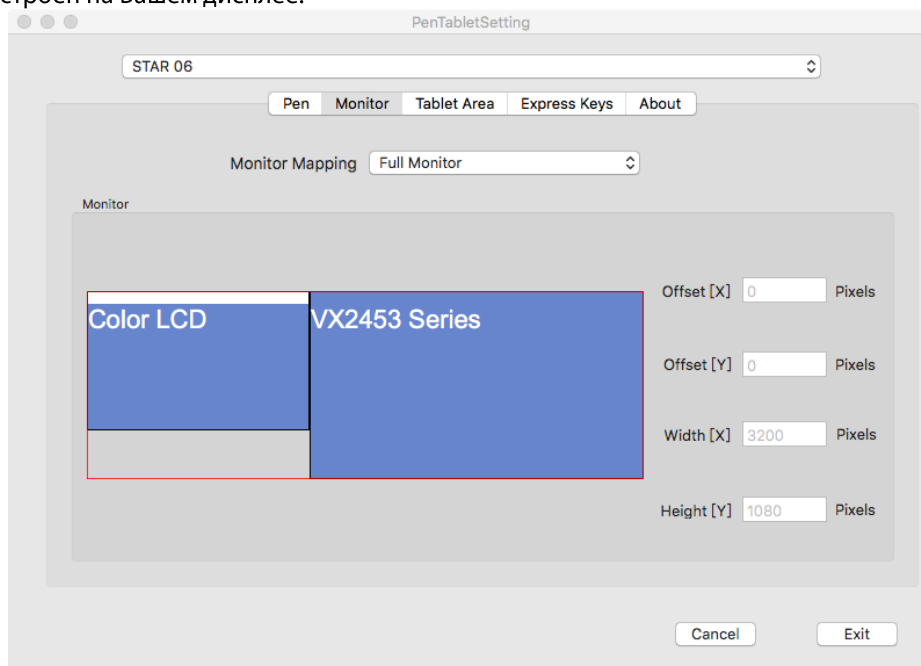 PenTabletSetting
STAR 06
Pen Monitor Tablet Area Express Keys About
Monitor Mapping Full Monitor
Monitor
Color LCD VX2453 Series
Offset [X] 0 Pixels
Offset [Y] 0 Pixels
Width [X] 3200 Pixels
Height [Y] 1080 Pixels
Cancel Exit